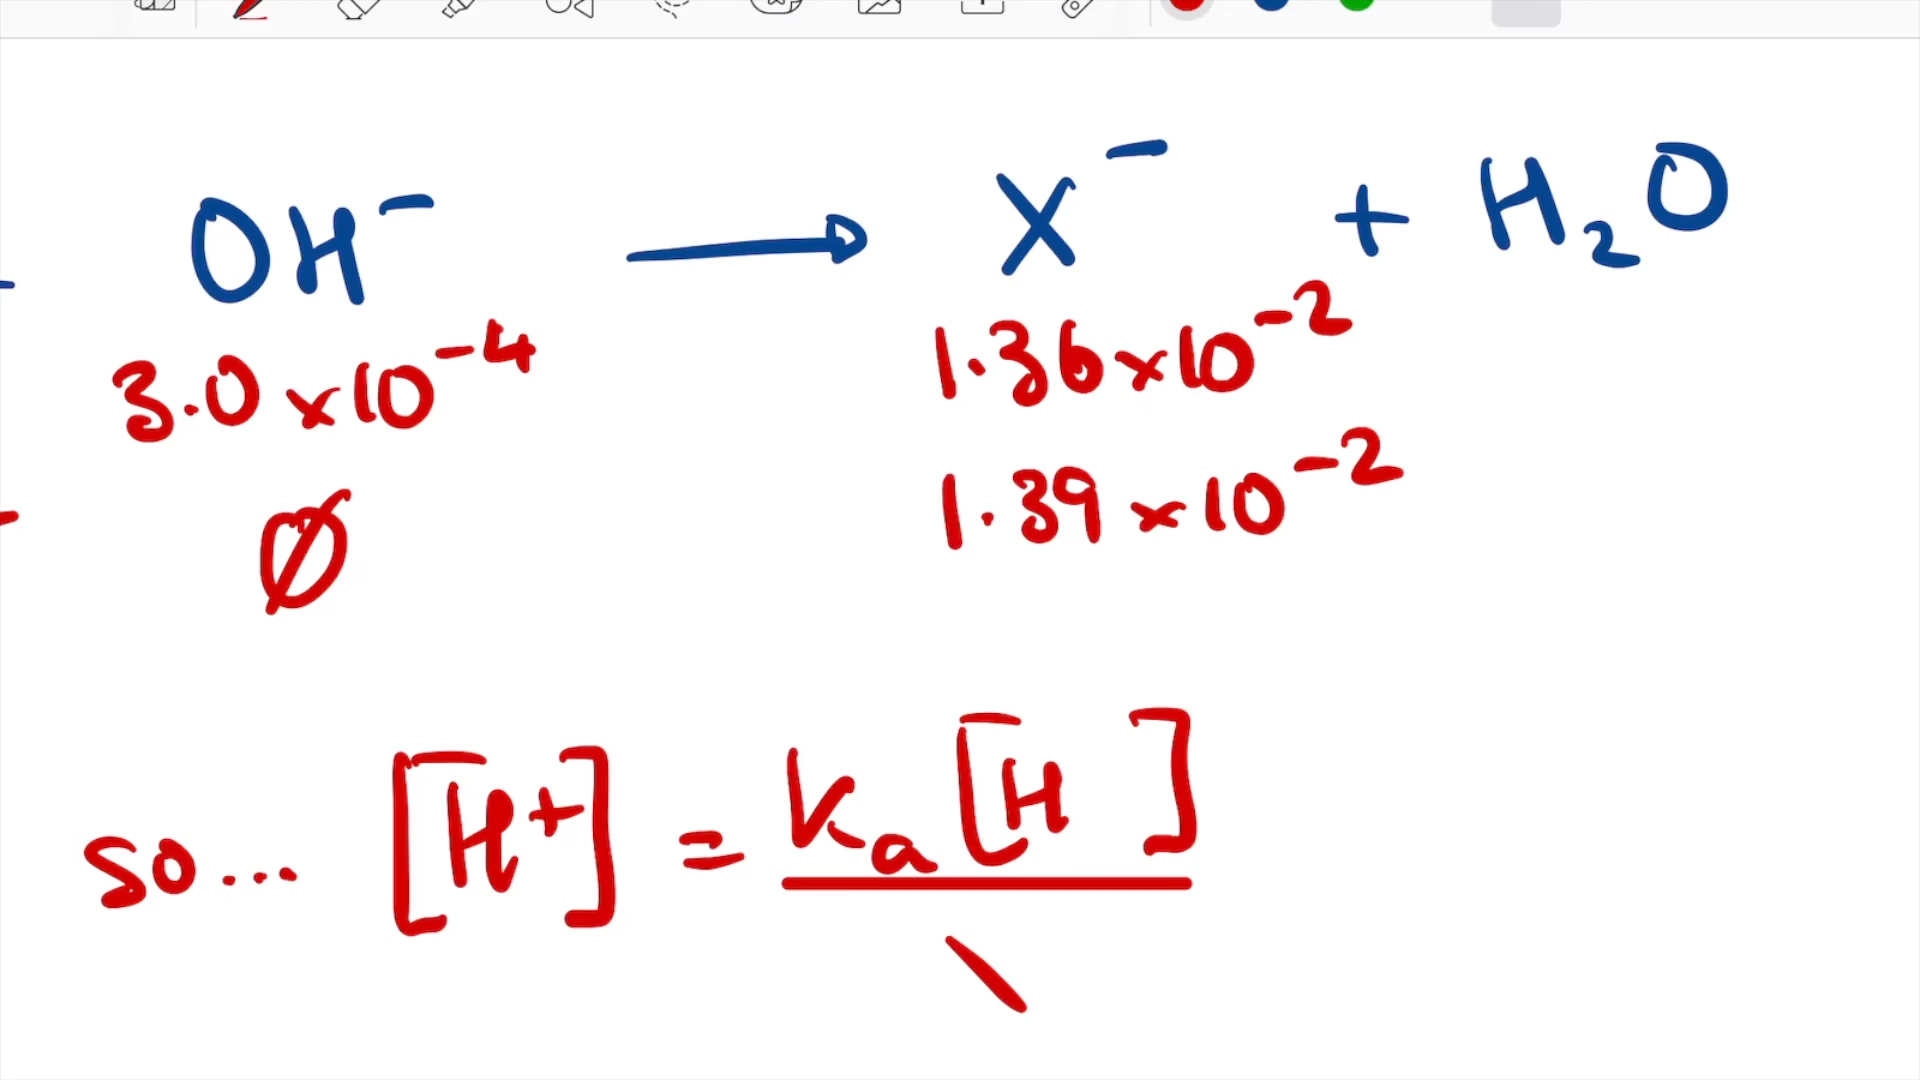 OH⁻ → X⁻ + H₂O
3.0 × 10⁻⁴ 1.36 × 10⁻²
∅ 1.39 × 10⁻²
so... [H⁺] = ka [H ]
\